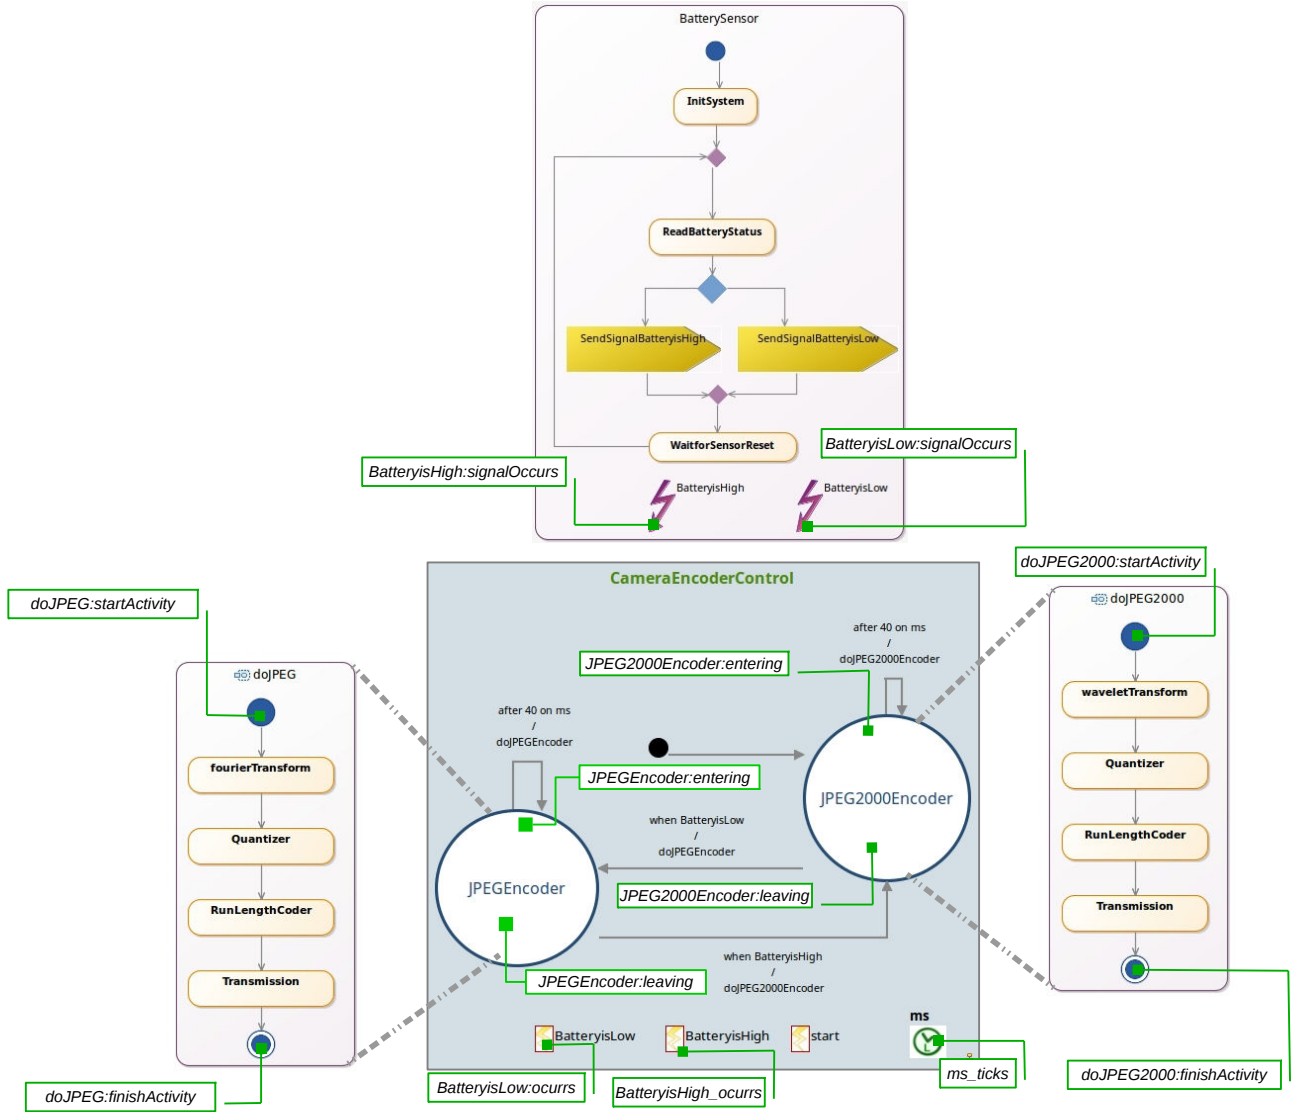 BatterySensor
InitSystem
ReadBatteryStatus
SendSignalBatteryisHigh
SendSignalBatteryisLow
WaitforSensorReset
BatteryisLow:signalOccurs
BatteryisHigh:signalOccurs
BatteryisHigh
BatteryisLow
CameraEncoderControl
doJPEG2000:startActivity
doJPEG:startActivity
doJPEG2000
after 40 on ms
/
doJPEG2000Encoder
JPEG2000Encoder:entering
doJPEG
waveletTransform
after 40 on ms
/
doJPEGEncoder
fourierTransform
JPEGEncoder:entering
Quantizer
JPEG2000Encoder
when BatteryisLow
/
doJPEGEncoder
Quantizer
RunLengthCoder
JPEGEncoder
JPEG2000Encoder:leaving
RunLengthCoder
Transmission
when BatteryisHigh
/
doJPEG2000Encoder
Transmission
JPEGEncoder:leaving
ms
BatteryisLow
BatteryisHigh
start
ms_ticks
doJPEG2000:finishActivity
BatteryisLow:ocurrs
BatteryisHigh_ocurrs
doJPEG:finishActivity